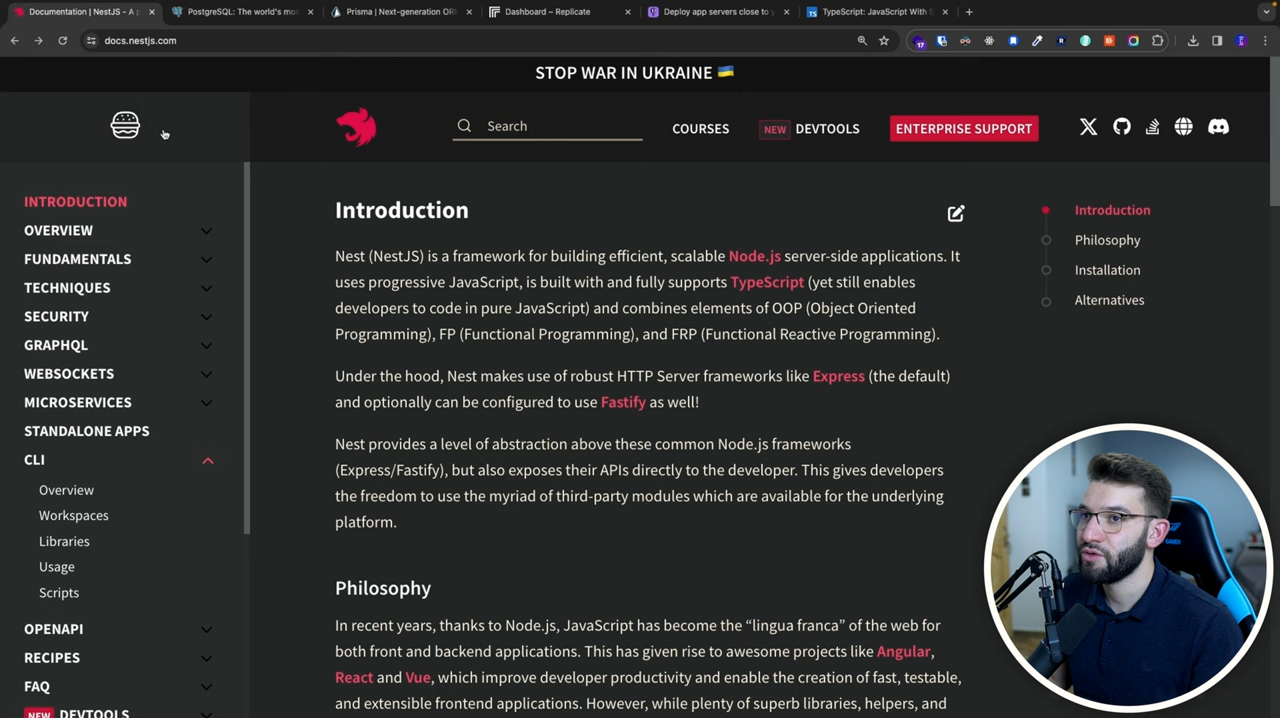 Documentation | NestJS - A p
PostgreSQL: The world's mo
Prisma | Next-generation OR
Dashboard – Replicate
Deploy app servers close to y
TypeScript: JavaScript With S
docs.nestjs.com
17
STOP WAR IN UKRAINE 🇺🇦
Search
COURSES
NEW DEVTOOLS
ENTERPRISE SUPPORT
INTRODUCTION
OVERVIEW
FUNDAMENTALS
TECHNIQUES
SECURITY
GRAPHQL
WEBSOCKETS
MICROSERVICES
STANDALONE APPS
CLI
Overview
Workspaces
Libraries
Usage
Scripts
OPENAPI
RECIPES
FAQ
NEW DEVTOOLS
Introduction
Nest (NestJS) is a framework for building efficient, scalable Node.js server-side applications. It
uses progressive JavaScript, is built with and fully supports TypeScript (yet still enables
developers to code in pure JavaScript) and combines elements of OOP (Object Oriented
Programming), FP (Functional Programming), and FRP (Functional Reactive Programming).
Under the hood, Nest makes use of robust HTTP Server frameworks like Express (the default)
and optionally can be configured to use Fastify as well!
Nest provides a level of abstraction above these common Node.js frameworks
(Express/Fastify), but also exposes their APIs directly to the developer. This gives developers
the freedom to use the myriad of third-party modules which are available for the underlying
platform.
Philosophy
In recent years, thanks to Node.js, JavaScript has become the “lingua franca” of the web for
both front and backend applications. This has given rise to awesome projects like Angular,
React and Vue, which improve developer productivity and enable the creation of fast, testable,
and extensible frontend applications. However, while plenty of superb libraries, helpers, and
Introduction
Philosophy
Installation
Alternatives